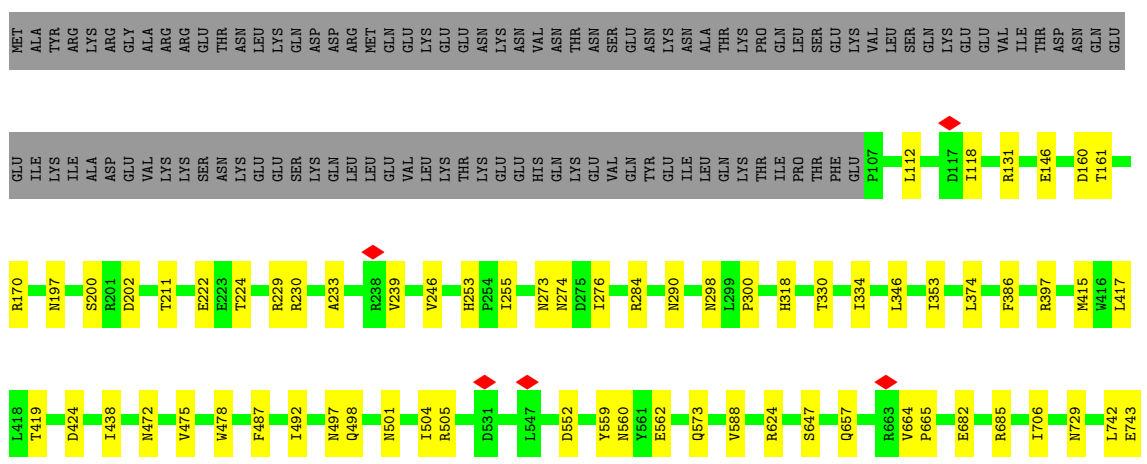 MET ALA TYR ARG LYS ARG GLY ALA ARG ARG GLU THR ASN LEU LYS GLN ASP ASP ARG MET GLN GLU LYS GLU GLU ASN LYS ASN VAL ASN THR ASN SER GLU ASN LYS ASN ALA THR LYS PRO GLN LEU SER GLU LYS VAL LEU SER GLN LYS GLU GLU VAL ILE THR ASP ASN GLN GLU
GLU ILE LYS ILE ALA ASP GLU VAL LYS LYS SER ASN LYS GLU GLU SER LYS GLN LEU LEU GLU VAL LEU LYS THR LYS GLU GLU HIS GLN LYS GLU VAL GLN TYR GLU ILE LEU GLN LYS THR ILE PRO THR PHE GLU P107 L112 D117 I118 R131 E146 D160 T161
R170 N197 S200 R201 D202 T211 E222 E223 T224 R229 R230 A233 R238 V239 V246 H253 P254 I255 N273 N274 D275 I276 R284 N290 N298 L299 P300 H318 T330 I334 L346 I353 L374 F386 R397 M415 W416 L417
L418 T419 D424 I438 N472 V475 W478 F487 I492 N497 Q498 N501 I504 R505 D531 L547 D552 Y559 N560 Y561 E562 Q573 V588 R624 S647 Q657 R663 V664 P665 E682 R685 I706 N729 L742 E743